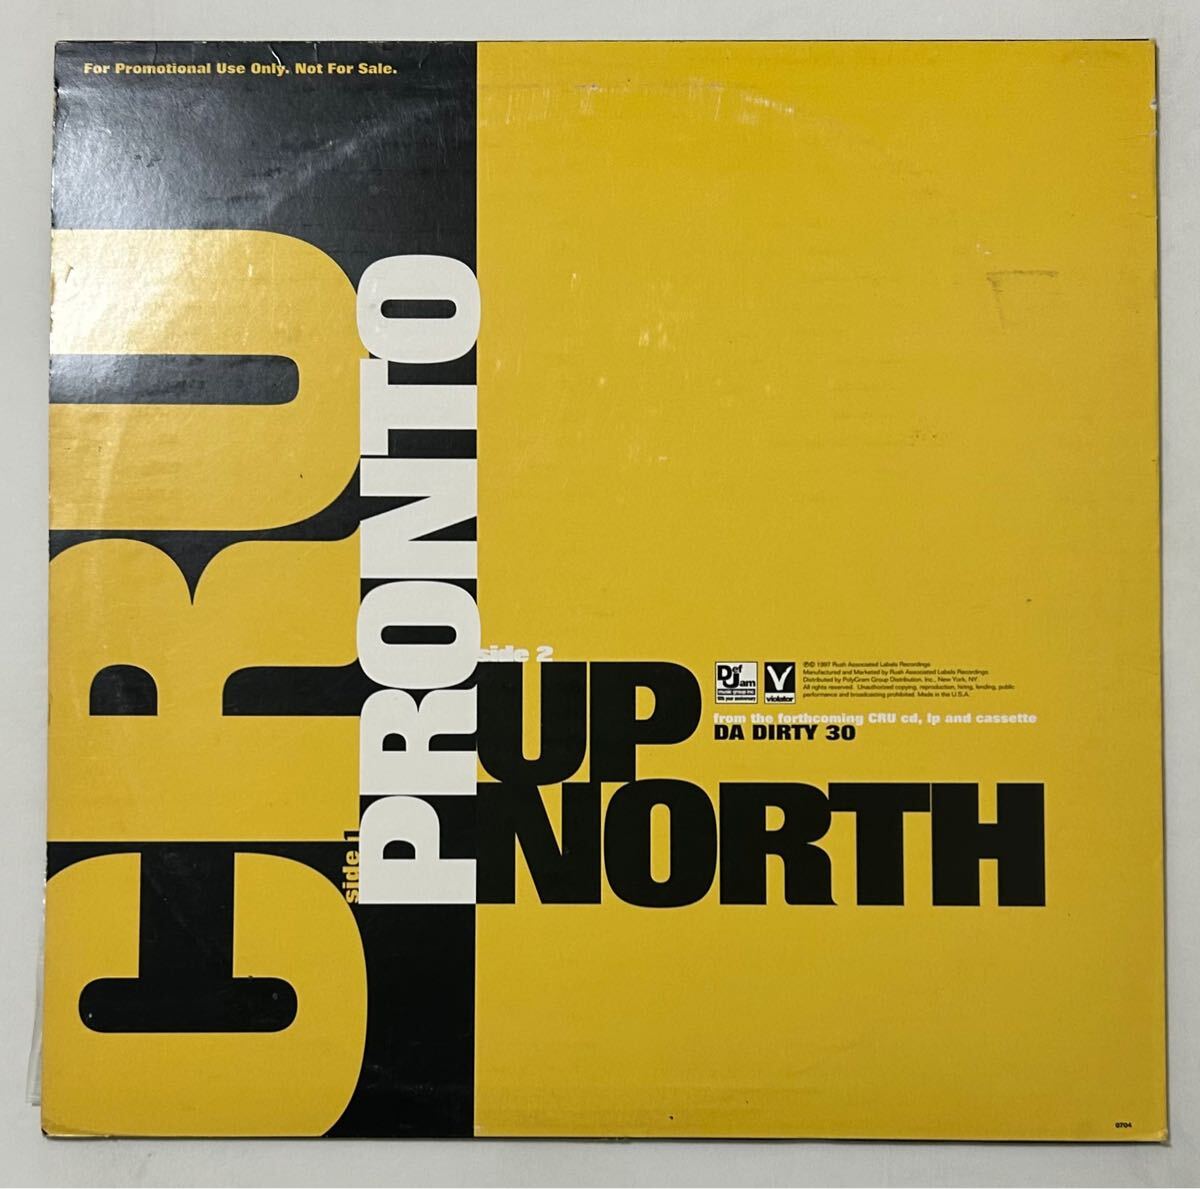 For Promotional Use Only. Not For Sale.
CRU
side 1
PRONTO
side 2
UP
NORTH
Def
Jam
music group inc
10th year anniversary
violator
℗© 1997 Rush Associated Labels Recordings
Manufactured and Marketed by Rush Associated Labels Recordings
Distributed by PolyGram Group Distribution, Inc., New York, NY.
All rights reserved. Unauthorized copying, reproduction, hiring, lending, public
performance and broadcasting prohibited. Made in the U.S.A.
from the forthcoming CRU cd, lp and cassette
DA DIRTY 30
0704